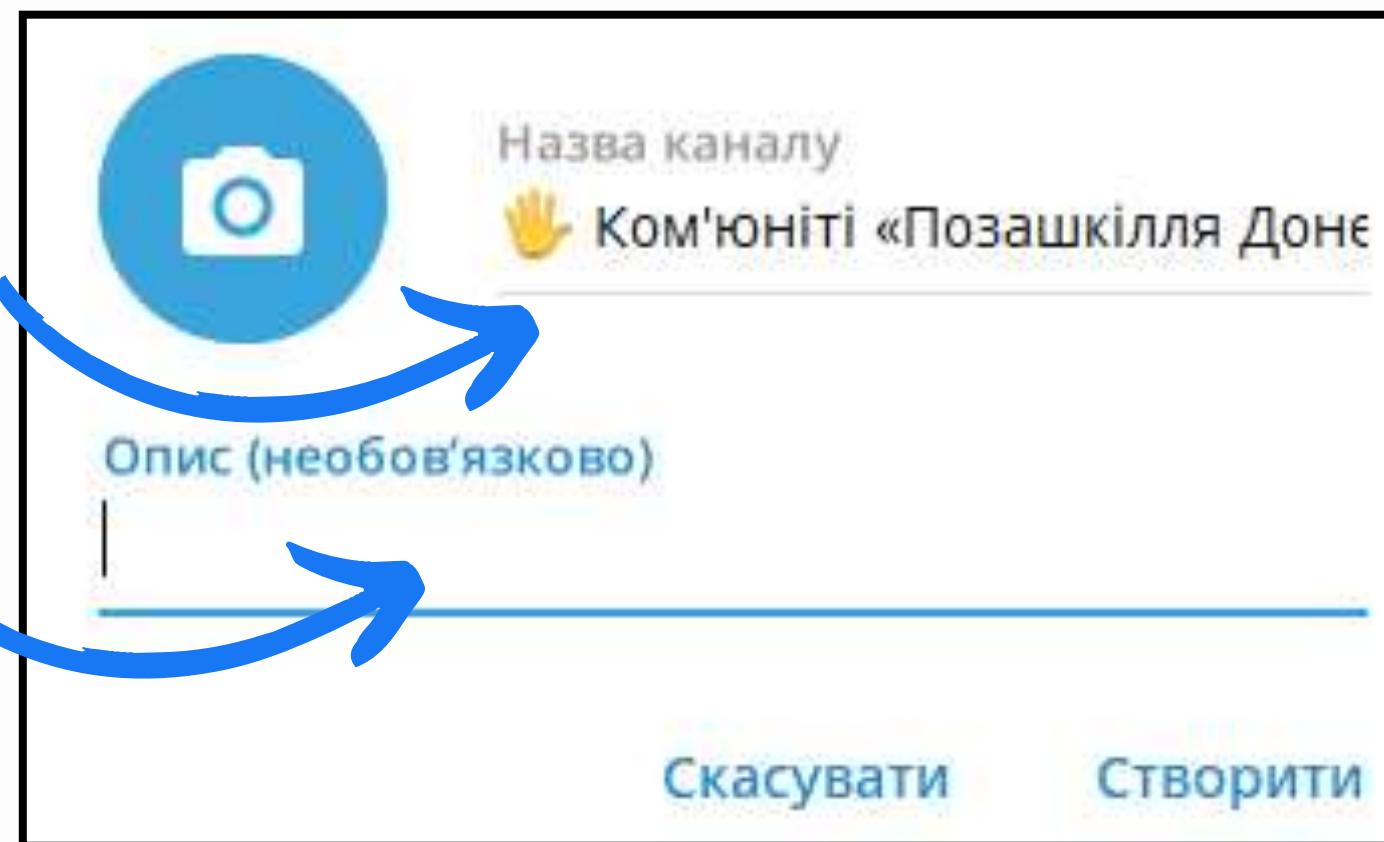 Назва каналу
🖐 Ком'юніті «Позашкілля Доне
Опис (необов'язково)
Скасувати Створити